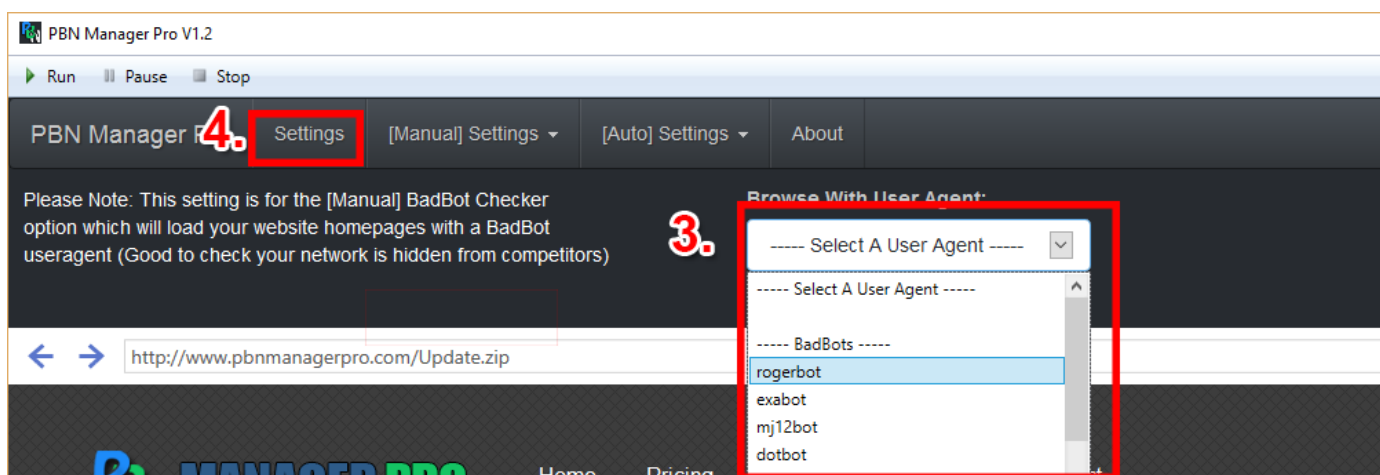 PBN Manager Pro V1.2
Run Pause Stop
PBN Manager 4. Settings [Manual] Settings [Auto] Settings About
Please Note: This setting is for the [Manual] BadBot Checker
option which will load your website homepages with a BadBot
useragent (Good to check your network is hidden from competitors)
Browse With User Agent:
3. ----- Select A User Agent -----
----- Select A User Agent -----
----- BadBots -----
rogerbot
exabot
mj12bot
dotbot
http://www.pbnmanagerpro.com/Update.zip
MANAGER PRO Home Pricing